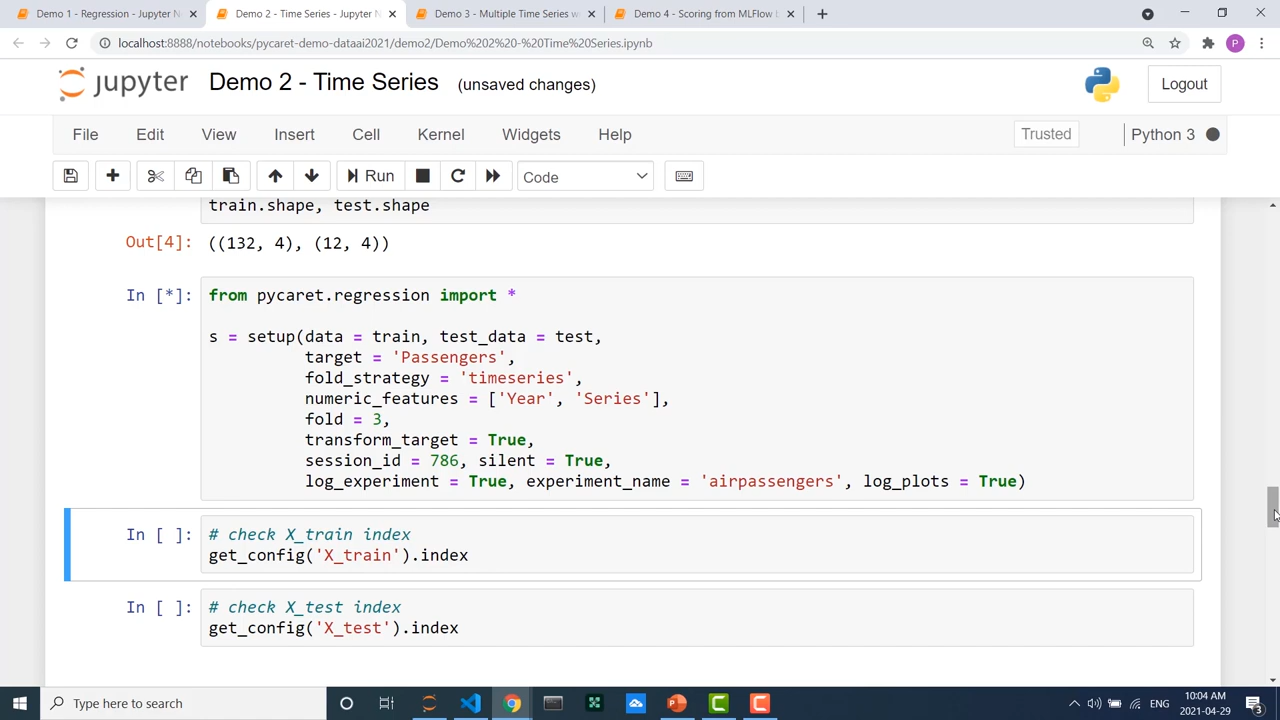 Demo 1 - Regression - Jupyter N
Demo 2 - Time Series - Jupyter N
Demo 3 - Multiple Time Series w
Demo 4 - Scoring from MLFlow L
localhost:8888/notebooks/pycaret-demo-dataai2021/demo2/Demo%202%20-%20Time%20Series.ipynb
P
jupyter Demo 2 - Time Series (unsaved changes)
Logout
File Edit View Insert Cell Kernel Widgets Help
Trusted
Python 3
Run
Code
train.shape, test.shape
Out[4]: ((132, 4), (12, 4))
In [*]: from pycaret.regression import *
s = setup(data = train, test_data = test,
target = 'Passengers',
fold_strategy = 'timeseries',
numeric_features = ['Year', 'Series'],
fold = 3,
transform_target = True,
session_id = 786, silent = True,
log_experiment = True, experiment_name = 'airpassengers', log_plots = True)
In [ ]: # check X_train index
get_config('X_train').index
In [ ]: # check X_test index
get_config('X_test').index
Type here to search
ENG
10:04 AM
2021-04-29
3